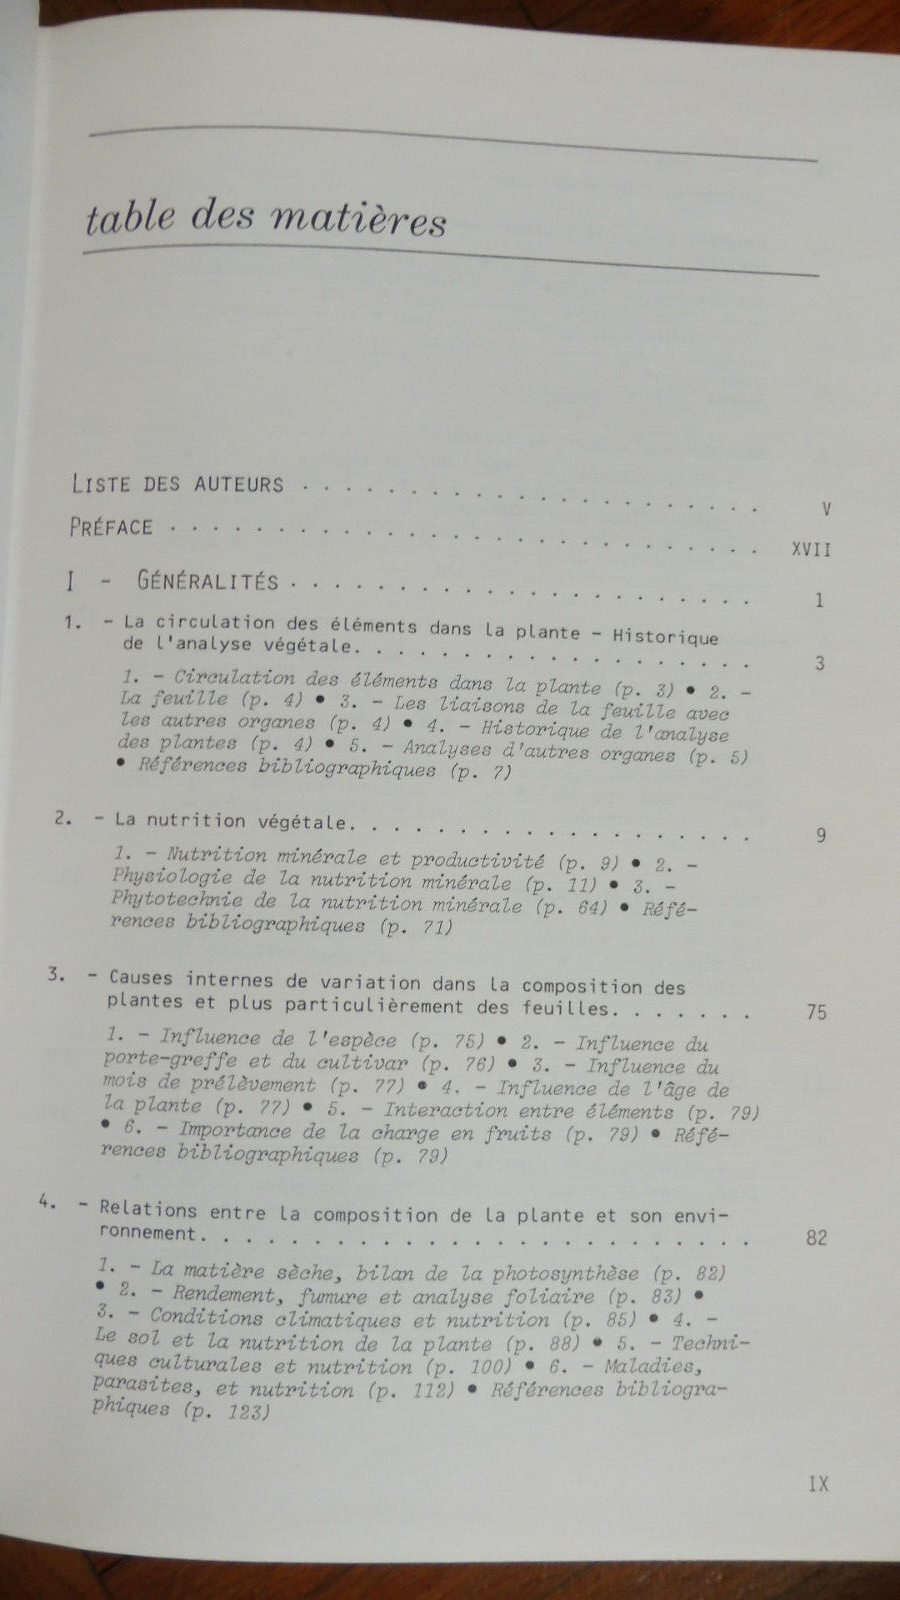 table des matières
LISTE DES AUTEURS . . . . . . . . . . . . . . . . . . . . . V
PRÉFACE . . . . . . . . . . . . . . . . . . . . . . XVII
I - GÉNÉRALITÉS . . . . . . . . . . . . . . . . . . . . . 1
1. - La circulation des éléments dans la plante - Historique
de l'analyse végétale. . . . . . . . . . . . . . . . . . 3
1. - Circulation des éléments dans la plante (p. 3) • 2. -
La feuille (p. 4) • 3. - Les liaisons de la feuille avec
les autres organes (p. 4) • 4. - Historique de l'analyse
des plantes (p. 4) • 5. - Analyses d'autres organes (p. 5)
• Références bibliographiques (p. 7)
2. - La nutrition végétale. . . . . . . . . . . . . . . . . . 9
1. - Nutrition minérale et productivité (p. 9) • 2. -
Physiologie de la nutrition minérale (p. 11) • 3. -
Phytotechnie de la nutrition minérale (p. 64) • Réfé-
rences bibliographiques (p. 71)
3. - Causes internes de variation dans la composition des
plantes et plus particulièrement des feuilles. . . . . . . 75
1. - Influence de l'espèce (p. 75) • 2. - Influence du
porte-greffe et du cultivar (p. 76) • 3. - Influence du
mois de prélèvement (p. 77) • 4. - Influence de l'âge de
la plante (p. 77) • 5. - Interaction entre éléments (p. 79)
• 6. - Importance de la charge en fruits (p. 79) • Réfé-
rences bibliographiques (p. 79)
4. - Relations entre la composition de la plante et son envi-
ronnement. . . . . . . . . . . . . . . . . . . . . . . . . 82
1. - La matière sèche, bilan de la photosynthèse (p. 82)
• 2. - Rendement, fumure et analyse foliaire (p. 83) •
3. - Conditions climatiques et nutrition (p. 85) • 4. -
Le sol et la nutrition de la plante (p. 88) • 5. - Techni-
ques culturales et nutrition (p. 100) • 6. - Maladies,
parasites, et nutrition (p. 112) • Références bibliogra-
phiques (p. 123)
IX